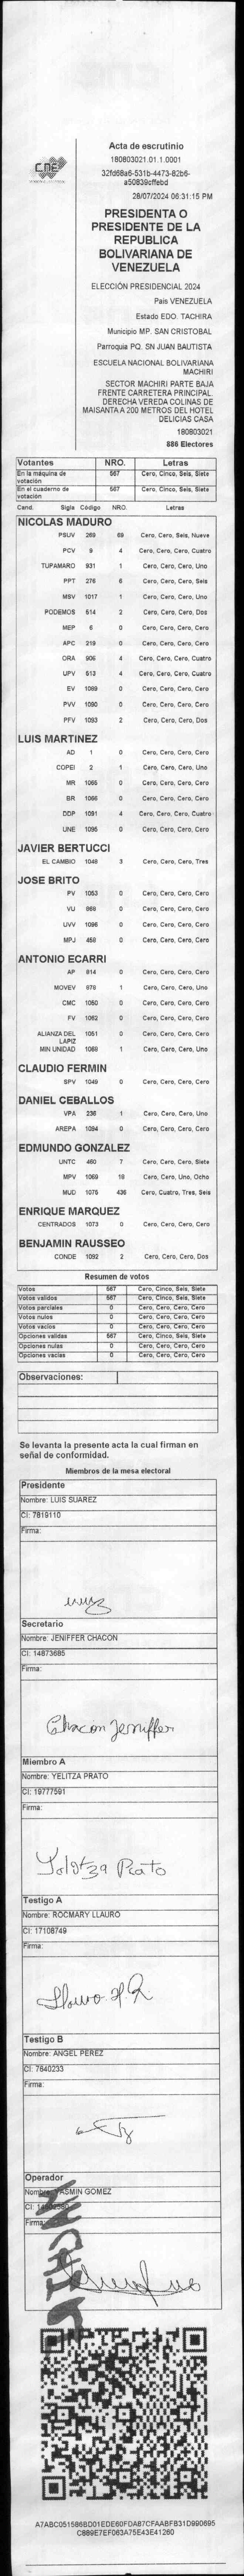 CNE
Acta de escrutinio
180803021.01.1.0001
32fd68a6-531b-4473-82b6-
a50839cffebd
28/07/2024 06:31:15 PM
PRESIDENTA O
PRESIDENTE DE LA
REPUBLICA
BOLIVARIANA DE
VENEZUELA
ELECCIÓN PRESIDENCIAL 2024
Pais VENEZUELA
Estado EDO. TACHIRA
Municipio MP. SAN CRISTOBAL
Parroquia PQ. SN JUAN BAUTISTA
ESCUELA NACIONAL BOLIVARIANA
MACHIRI
SECTOR MACHIRI PARTE BAJA
FRENTE CARRETERA PRINCIPAL
DERECHA VEREDA COLINAS DE
MAISANTA A 200 METROS DEL HOTEL
DELICIAS CASA
180803021
886 Electores
Votantes NRO. Letras
En la máquina de votación 567 Cero, Cinco, Seis, Siete
En el cuaderno de votación 567 Cero, Cinco, Seis, Siete
Cand. Sigla Código NRO. Letras
NICOLAS MADURO
PSUV 269 69 Cero, Cero, Seis, Nueve
PCV 9 4 Cero, Cero, Cero, Cuatro
TUPAMARO 931 1 Cero, Cero, Cero, Uno
PPT 276 6 Cero, Cero, Cero, Seis
MSV 1017 1 Cero, Cero, Cero, Uno
PODEMOS 514 2 Cero, Cero, Cero, Dos
MEP 6 0 Cero, Cero, Cero, Cero
APC 219 0 Cero, Cero, Cero, Cero
ORA 906 4 Cero, Cero, Cero, Cuatro
UPV 513 4 Cero, Cero, Cero, Cuatro
EV 1089 0 Cero, Cero, Cero, Cero
PVV 1090 0 Cero, Cero, Cero, Cero
PFV 1093 2 Cero, Cero, Cero, Dos
LUIS MARTINEZ
AD 1 0 Cero, Cero, Cero, Cero
COPEI 2 1 Cero, Cero, Cero, Uno
MR 1065 0 Cero, Cero, Cero, Cero
BR 1066 0 Cero, Cero, Cero, Cero
DDP 1091 4 Cero, Cero, Cero, Cuatro
UNE 1095 0 Cero, Cero, Cero, Cero
JAVIER BERTUCCI
EL CAMBIO 1048 3 Cero, Cero, Cero, Tres
JOSE BRITO
PV 1053 0 Cero, Cero, Cero, Cero
VU 868 0 Cero, Cero, Cero, Cero
UVV 1096 0 Cero, Cero, Cero, Cero
MPJ 458 0 Cero, Cero, Cero, Cero
ANTONIO ECARRI
AP 814 0 Cero, Cero, Cero, Cero
MOVEV 878 1 Cero, Cero, Cero, Uno
CMC 1050 0 Cero, Cero, Cero, Cero
FV 1062 0 Cero, Cero, Cero, Cero
ALIANZA DEL LAPIZ 1051 0 Cero, Cero, Cero, Cero
MIN UNIDAD 1069 1 Cero, Cero, Cero, Uno
CLAUDIO FERMIN
SPV 1049 0 Cero, Cero, Cero, Cero
DANIEL CEBALLOS
VPA 236 1 Cero, Cero, Cero, Uno
AREPA 1094 0 Cero, Cero, Cero, Cero
EDMUNDO GONZALEZ
UNTC 460 7 Cero, Cero, Cero, Siete
MPV 1069 18 Cero, Cero, Uno, Ocho
MUD 1075 436 Cero, Cuatro, Tres, Seis
ENRIQUE MARQUEZ
CENTRADOS 1073 0 Cero, Cero, Cero, Cero
BENJAMIN RAUSSEO
CONDE 1092 2 Cero, Cero, Cero, Dos
Resumen de votos
Votos 567 Cero, Cinco, Seis, Siete
Votos validos 567 Cero, Cinco, Seis, Siete
Votos parciales 0 Cero, Cero, Cero, Cero
Votos nulos 0 Cero, Cero, Cero, Cero
Votos vacios 0 Cero, Cero, Cero, Cero
Opciones validas 567 Cero, Cinco, Seis, Siete
Opciones nulas 0 Cero, Cero, Cero, Cero
Opciones vacias 0 Cero, Cero, Cero, Cero
Observaciones:
Se levanta la presente acta la cual firman en
señal de conformidad.
Miembros de la mesa electoral
Presidente
Nombre: LUIS SUAREZ
CI: 7819110
Firma:
Secretario
Nombre: JENIFFER CHACON
CI: 14873685
Firma:
Chacon Jeniffer
Miembro A
Nombre: YELITZA PRATO
CI: 19777591
Firma:
Yelitza Prato
Testigo A
Nombre: ROCMARY LLAURO
CI: 17108749
Firma:
Testigo B
Nombre: ANGEL PEREZ
CI: 7640233
Firma:
Operador
Nombre: YASMIN GOMEZ
CI:
Firma:
A7ABC051586BD01EDE60FDA87CFAABFB31D990695
C889E7EF063A75E43E41260